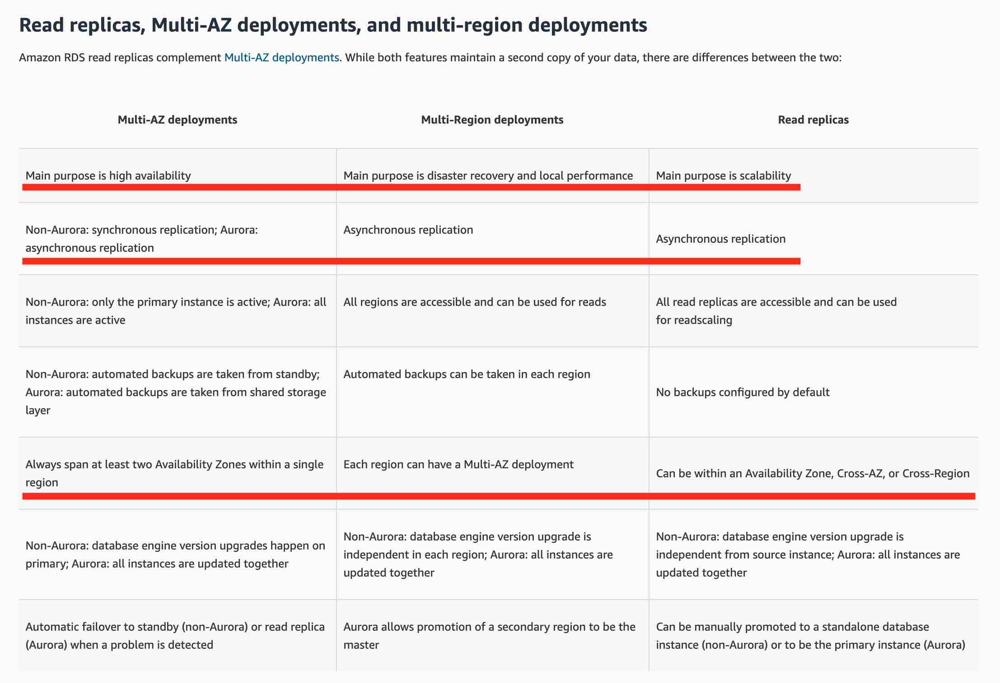 Read replicas, Multi-AZ deployments, and multi-region deployments
Amazon RDS read replicas complement Multi-AZ deployments. While both features maintain a second copy of your data, there are differences between the two:
Multi-AZ deployments
Multi-Region deployments
Read replicas
Main purpose is high availability
Main purpose is disaster recovery and local performance
Main purpose is scalability
Non-Aurora: synchronous replication; Aurora:
asynchronous replication
Asynchronous replication
Asynchronous replication
Non-Aurora: only the primary instance is active; Aurora: all
instances are active
All regions are accessible and can be used for reads
All read replicas are accessible and can be used
for readscaling
Non-Aurora: automated backups are taken from standby;
Aurora: automated backups are taken from shared storage
layer
Automated backups can be taken in each region
No backups configured by default
Always span at least two Availability Zones within a single
region
Each region can have a Multi-AZ deployment
Can be within an Availability Zone, Cross-AZ, or Cross-Region
Non-Aurora: database engine version upgrades happen on
primary; Aurora: all instances are updated together
Non-Aurora: database engine version upgrade is
independent in each region; Aurora: all instances are
updated together
Non-Aurora: database engine version upgrade is
independent from source instance; Aurora: all instances are
updated together
Automatic failover to standby (non-Aurora) or read replica
(Aurora) when a problem is detected
Aurora allows promotion of a secondary region to be the
master
Can be manually promoted to a standalone database
instance (non-Aurora) or to be the primary instance (Aurora)